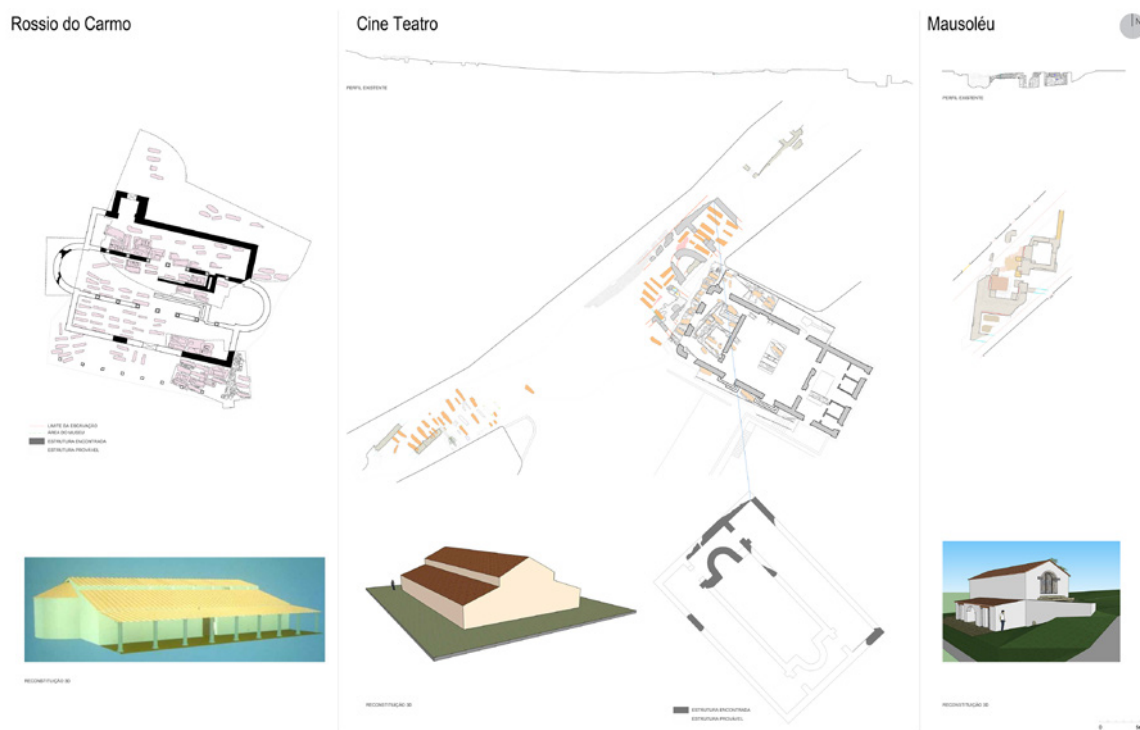 Rossio do Carmo
Cine Teatro
Mausoléu
N
PERFIL EXISTENTE
PERFIL EXISTENTE
LIMITE DA ESCAVAÇÃO
ÁREA DO MUSEU
ESTRUTURA ENCONTRADA
ESTRUTURA PROVÁVEL
RECONSTITUIÇÃO 3D
RECONSTITUIÇÃO 3D
ESTRUTURA ENCONTRADA
ESTRUTURA PROVÁVEL
RECONSTITUIÇÃO 3D
0